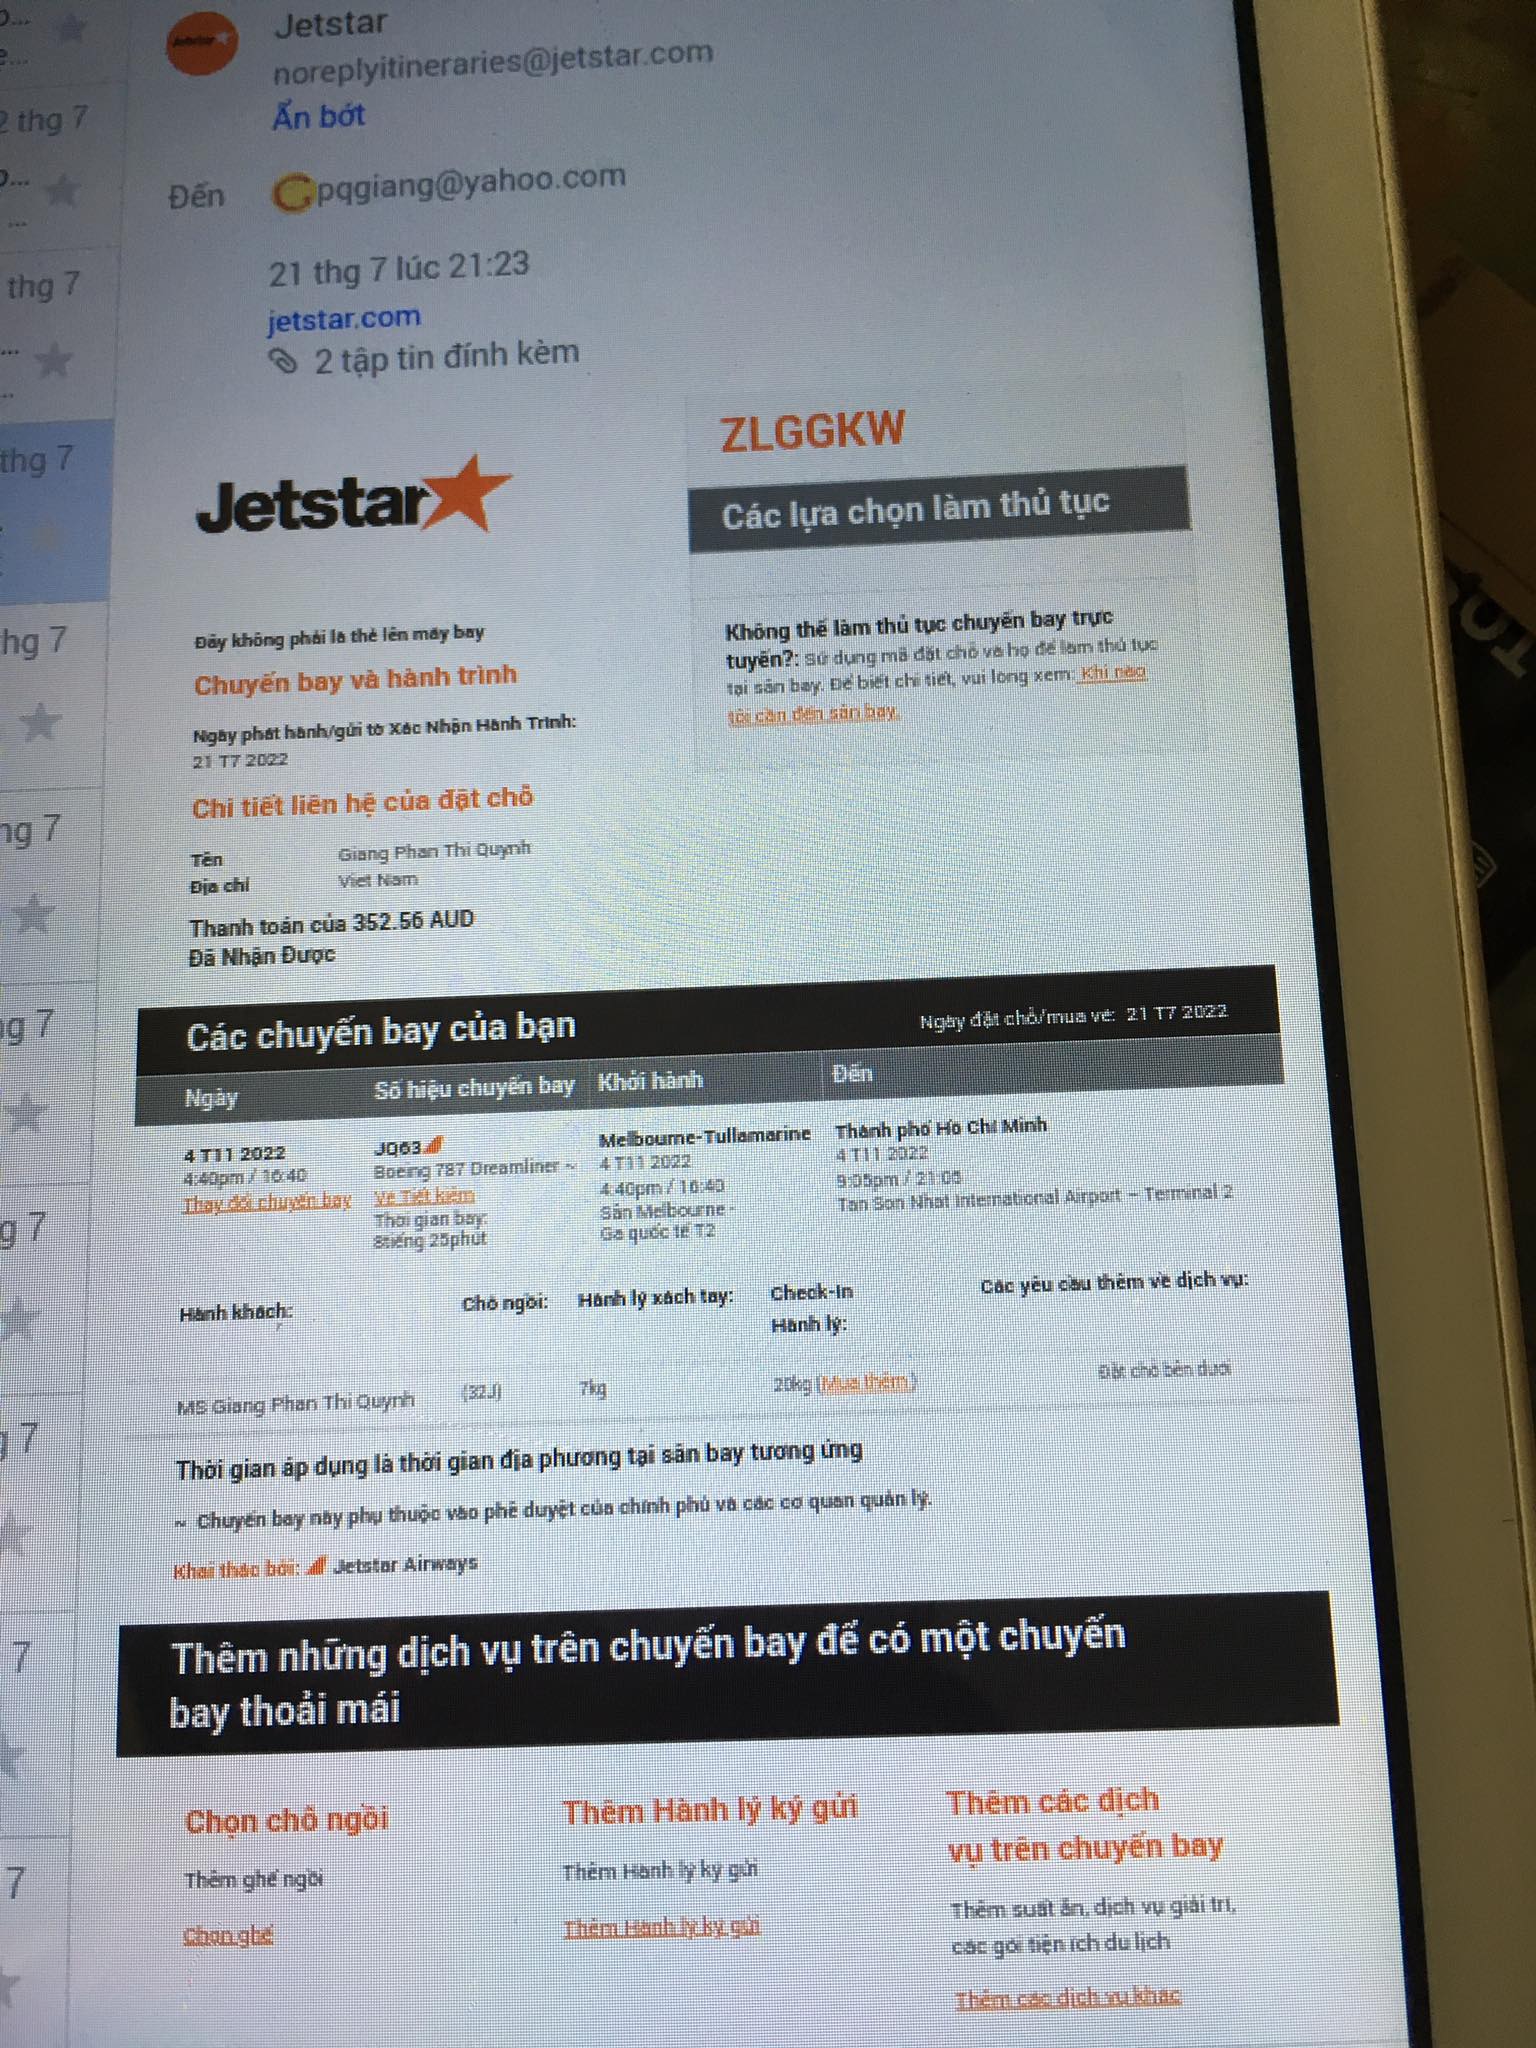 Jetstar
noreplyitineraries@jetstar.com
Ẩn bớt
Đến pqgiang@yahoo.com
21 thg 7 lúc 21:23
jetstar.com
2 tập tin đính kèm
2 thg 7
thg 7
thg 7
hg 7
ng 7
ng 7
g 7
7
7
7
Jetstar
ZLGGKW
Các lựa chọn làm thủ tục
Đây không phải là thẻ lên máy bay
Chuyến bay và hành trình
Ngày phát hành/gửi tờ Xác Nhận Hành Trình:
21 T7 2022
Không thể làm thủ tục chuyến bay trực
tuyến?: Sử dụng mã đặt chỗ và họ để làm thủ tục
tại sân bay. Để biết chi tiết, vui lòng xem: Khi nào
tôi cần đến sân bay.
Chi tiết liên hệ của đặt chỗ
Tên Giang Phan Thi Quynh
Địa chỉ Viet Nam
Thanh toán của 352.56 AUD
Đã Nhận Được
Các chuyến bay của bạn Ngày đặt chỗ/mua vé: 21 T7 2022
Ngày Số hiệu chuyến bay Khởi hành Đến
4 T11 2022 JQ63 Melbourne-Tullamarine Thành phố Hồ Chí Minh
4:40pm / 16:40 Boeing 787 Dreamliner ~ 4 T11 2022 4 T11 2022
Thay đổi chuyến bay Vé Tiết kiệm 4:40pm / 16:40 9:05pm / 21:05
Thời gian bay: Sân Melbourne - Tan Son Nhat International Airport – Terminal 2
8tiếng 25phút Ga quốc tế T2
Hành khách: Chỗ ngồi: Hành lý xách tay: Check-In Các yêu cầu thêm về dịch vụ:
Hành lý:
MS Giang Phan Thi Quynh (32J) 7kg 20kg (Mua thêm ) Đặt chỗ bên dưới
Thời gian áp dụng là thời gian địa phương tại sân bay tương ứng
~ Chuyến bay này phụ thuộc vào phê duyệt của chính phủ và các cơ quan quản lý.
Khai thác bởi: Jetstar Airways
Thêm những dịch vụ trên chuyến bay để có một chuyến
bay thoải mái
Chọn chỗ ngồi
Thêm ghế ngồi
Chọn ghế
Thêm Hành lý ký gửi
Thêm Hành lý ký gửi
Thêm Hành lý ký gửi
Thêm các dịch
vụ trên chuyến bay
Thêm suất ăn, dịch vụ giải trí,
các gói tiện ích du lịch
Thêm các dịch vụ khác